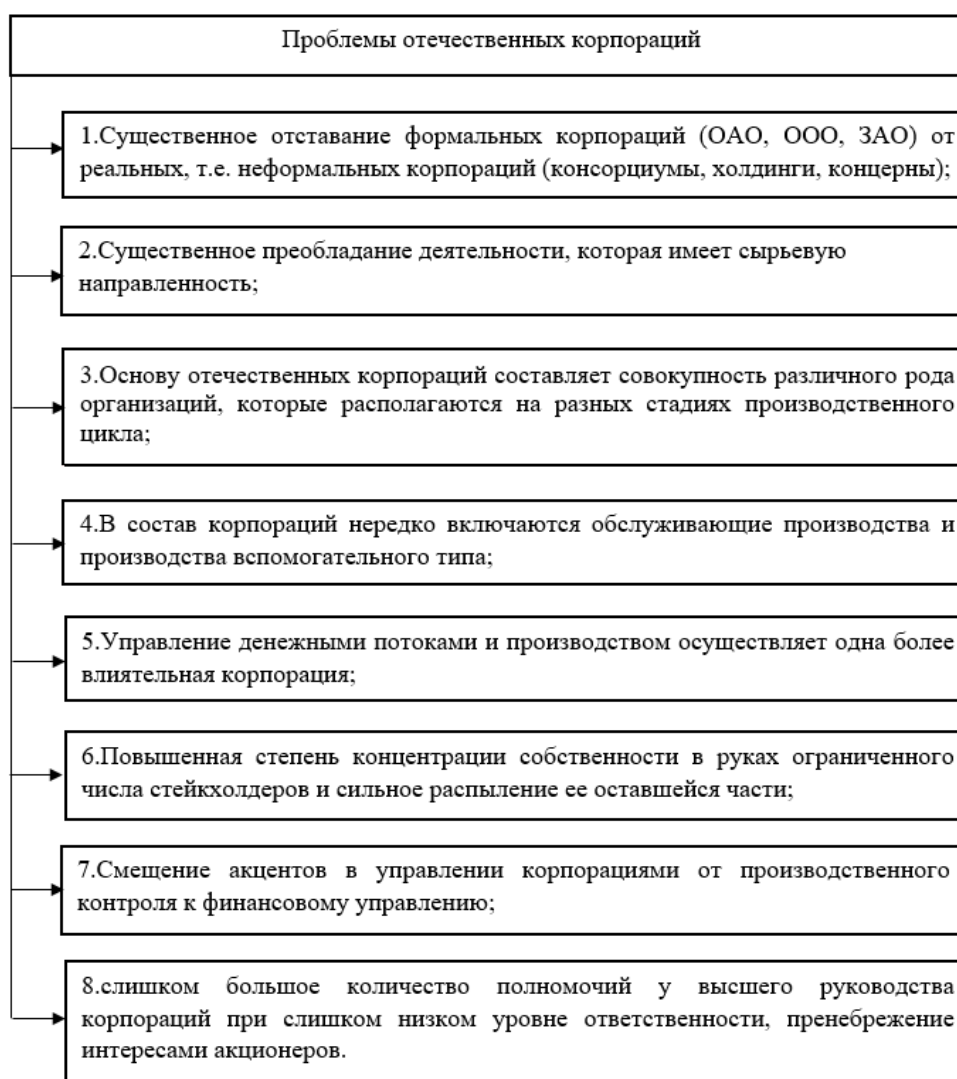 Проблемы отечественных корпораций
1.Существенное отставание формальных корпораций (ОАО, ООО, ЗАО) от
реальных, т.е. неформальных корпораций (консорциумы, холдинги, концерны);
2.Существенное преобладание деятельности, которая имеет сырьевую
направленность;
3.Основу отечественных корпораций составляет совокупность различного рода
организаций, которые располагаются на разных стадиях производственного
цикла;
4.В состав корпораций нередко включаются обслуживающие производства и
производства вспомогательного типа;
5.Управление денежными потоками и производством осуществляет одна более
влиятельная корпорация;
6.Повышенная степень концентрации собственности в руках ограниченного
числа стейкхолдеров и сильное распыление ее оставшейся части;
7.Смещение акцентов в управлении корпорациями от производственного
контроля к финансовому управлению;
8.слишком большое количество полномочий у высшего руководства
корпораций при слишком низком уровне ответственности, пренебрежение
интересами акционеров.